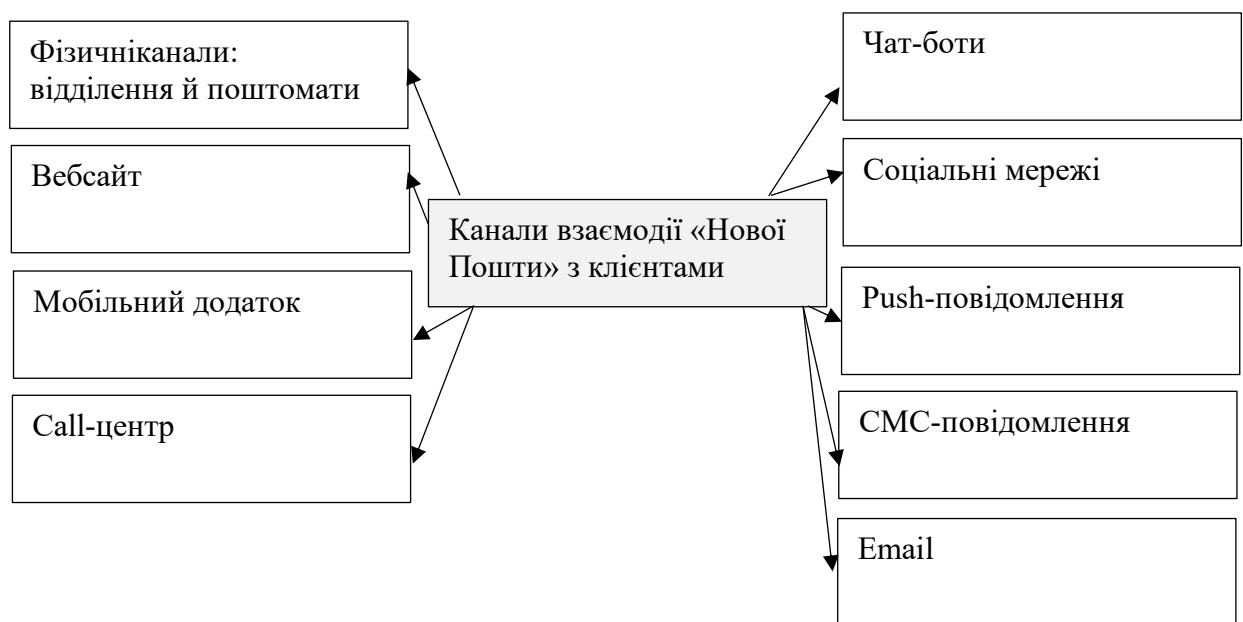 Фізичніканали:
відділення й поштомати
Вебсайт
Мобільний додаток
Call-центр
Канали взаємодії «Нової
Пошти» з клієнтами
Чат-боти
Соціальні мережі
Push-повідомлення
СМС-повідомлення
Email